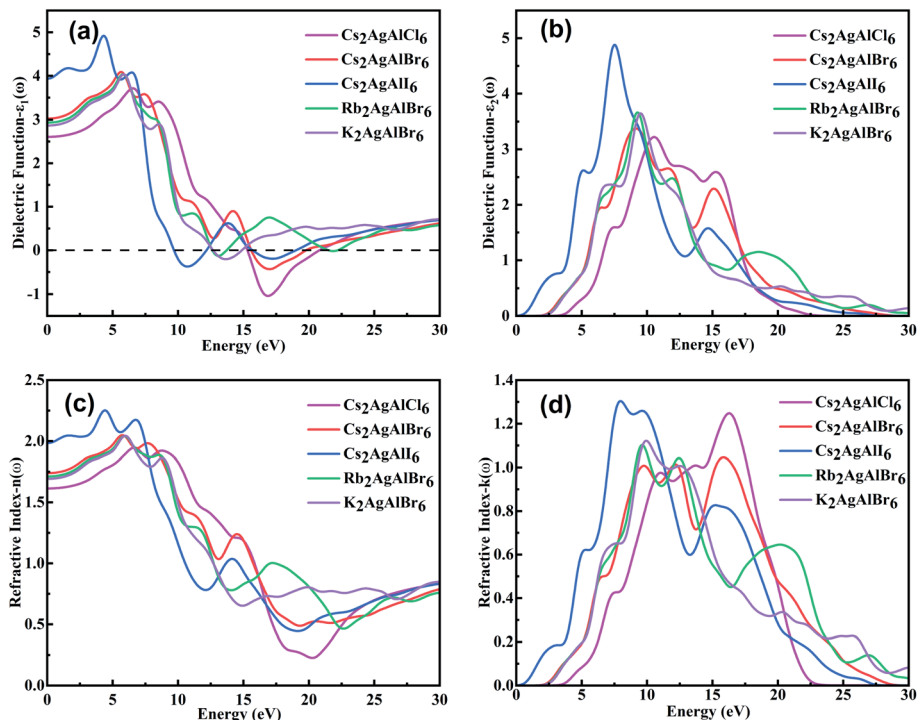 (a)
Cs₂AgAlCl₆
Cs₂AgAlBr₆
Cs₂AgAlI₆
Rb₂AgAlBr₆
K₂AgAlBr₆
Dielectric Function-ε₁(ω)
5
4
3
2
1
0
-1
0 5 10 15 20 25 30
Energy (eV)
(b)
Cs₂AgAlCl₆
Cs₂AgAlBr₆
Cs₂AgAlI₆
Rb₂AgAlBr₆
K₂AgAlBr₆
Dielectric Function-ε₂(ω)
5
4
3
2
1
0
0 5 10 15 20 25 30
Energy (eV)
(c)
Cs₂AgAlCl₆
Cs₂AgAlBr₆
Cs₂AgAlI₆
Rb₂AgAlBr₆
K₂AgAlBr₆
Refractive Index-n(ω)
2.5
2.0
1.5
1.0
0.5
0.0
0 5 10 15 20 25 30
Energy (eV)
(d)
Cs₂AgAlCl₆
Cs₂AgAlBr₆
Cs₂AgAlI₆
Rb₂AgAlBr₆
K₂AgAlBr₆
Refractive Index-k(ω)
1.4
1.2
1.0
0.8
0.6
0.4
0.2
0.0
0 5 10 15 20 25 30
Energy (eV)